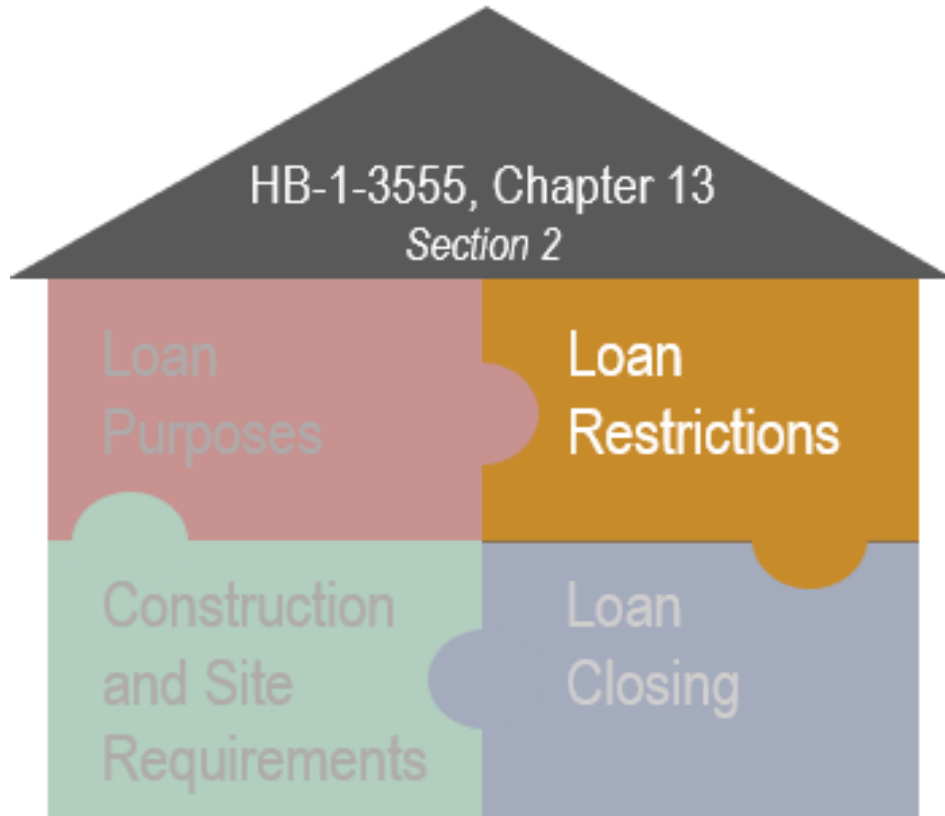 HB-1-3555, Chapter 13
Section 2
Loan
Purposes
Loan
Restrictions
Construction
and Site
Requirements
Loan
Closing